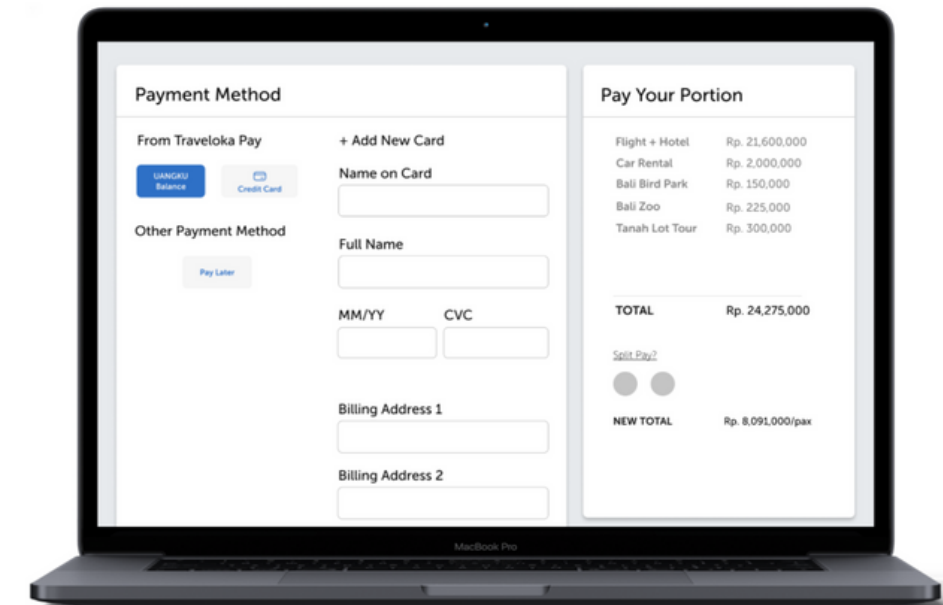 Payment Method
From Traveloka Pay
UANGKU
Balance
Credit Card
Other Payment Method
Pay Later
+ Add New Card
Name on Card
Full Name
MM/YY
CVC
Billing Address 1
Billing Address 2
Pay Your Portion
Flight + Hotel Rp. 21,600,000
Car Rental Rp. 2,000,000
Bali Bird Park Rp. 150,000
Bali Zoo Rp. 225,000
Tanah Lot Tour Rp. 300,000
TOTAL Rp. 24,275,000
Split Pay?
NEW TOTAL Rp. 8,091,000/pax
MacBook Pro